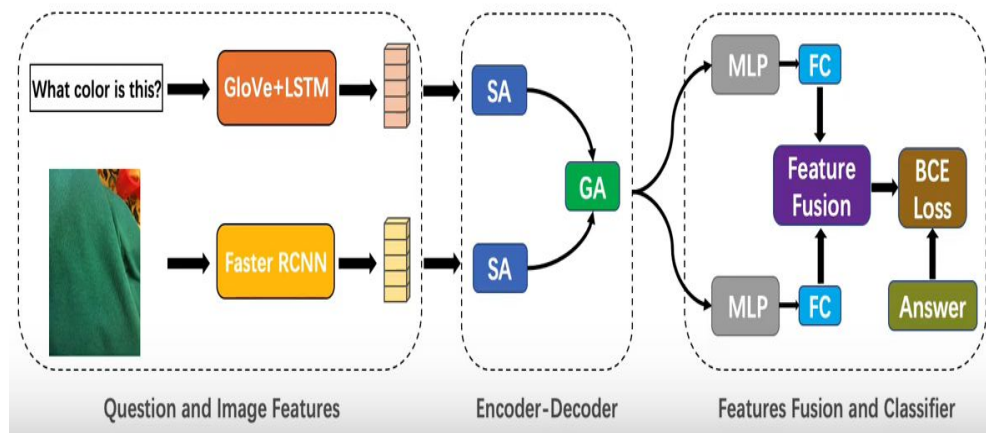 What color is this?
GloVe+LSTM
Faster RCNN
Question and Image Features
SA
SA
GA
Encoder-Decoder
MLP
FC
Feature
Fusion
BCE
Loss
MLP
FC
Answer
Features Fusion and Classifier